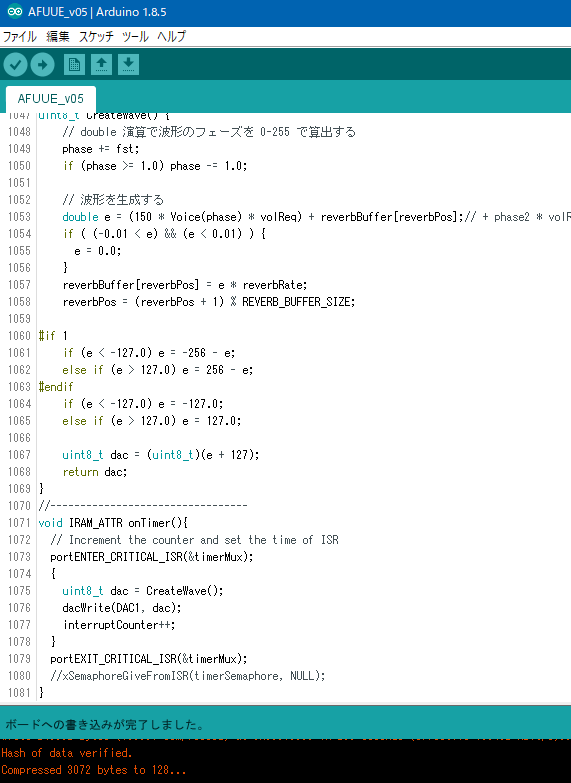 AFUUE_v05 | Arduino 1.8.5
ファイル 編集 スケッチ ツール ヘルプ
AFUUE_v05
1047 uint8_t CreateWave() {
1048 // double 演算で波形のフェーズを 0-255 で算出する
1049 phase += fst;
1050 if (phase >= 1.0) phase -= 1.0;
1051
1052 // 波形を生成する
1053 double e = (150 * Voice(phase) * volReq) + reverbBuffer[reverbPos];// + phase2 * volR
1054 if ( (-0.01 < e) && (e < 0.01) ) {
1055 e = 0.0;
1056 }
1057 reverbBuffer[reverbPos] = e * reverbRate;
1058 reverbPos = (reverbPos + 1) % REVERB_BUFFER_SIZE;
1059
1060 #if 1
1061 if (e < -127.0) e = -256 - e;
1062 else if (e > 127.0) e = 256 - e;
1063 #endif
1064 if (e < -127.0) e = -127.0;
1065 else if (e > 127.0) e = 127.0;
1066
1067 uint8_t dac = (uint8_t)(e + 127);
1068 return dac;
1069 }
1070 //---------------------------------
1071 void IRAM_ATTR onTimer(){
1072 // Increment the counter and set the time of ISR
1073 portENTER_CRITICAL_ISR(&timerMux);
1074 {
1075 uint8_t dac = CreateWave();
1076 dacWrite(DAC1, dac);
1077 interruptCounter++;
1078 }
1079 portEXIT_CRITICAL_ISR(&timerMux);
1080 //xSemaphoreGiveFromISR(timerSemaphore, NULL);
1081 }
ボードへの書き込みが完了しました。
Hash of data verified.
Compressed 3072 bytes to 128...